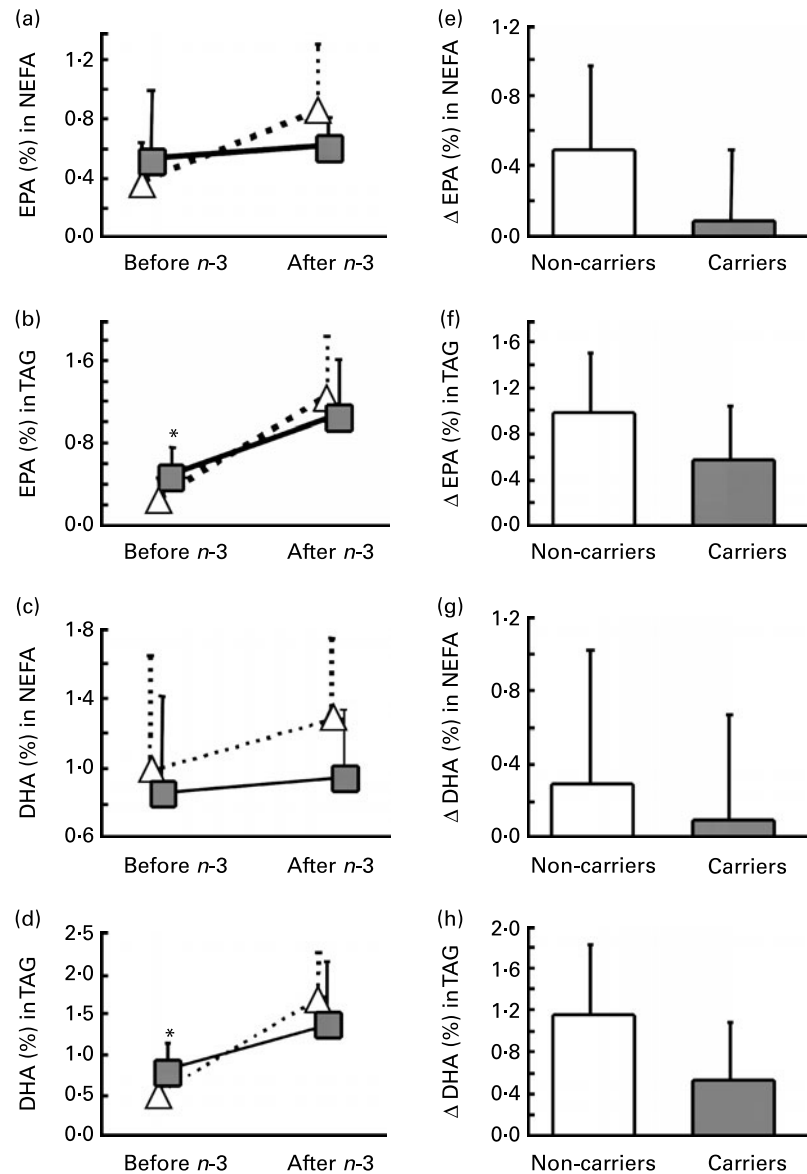 (a)
EPA (%) in NEFA
1·2
0·8
0·4
0·0
Before n-3 After n-3
(e)
Δ EPA (%) in NEFA
1·2
0·8
0·4
0·0
Non-carriers Carriers
(b)
EPA (%) in TAG
1·6
0·8
0·0
*
Before n-3 After n-3
(f)
Δ EPA (%) in TAG
1·6
1·2
0·8
0·4
0·0
Non-carriers Carriers
(c)
DHA (%) in NEFA
1·8
1·4
1·0
0·6
Before n-3 After n-3
(g)
Δ DHA (%) in NEFA
1·2
0·8
0·4
0·0
Non-carriers Carriers
(d)
DHA (%) in TAG
2·5
2·0
1·5
1·0
0·5
0·0
*
Before n-3 After n-3
(h)
Δ DHA (%) in TAG
2·0
1·6
1·2
0·8
0·4
0·0
Non-carriers Carriers